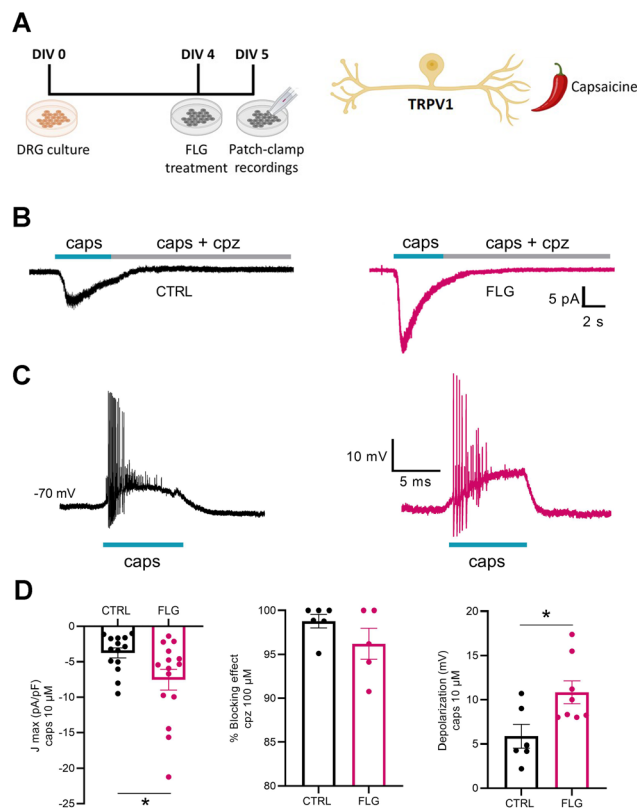 A
DIV 0
DIV 4
DIV 5
DRG culture
FLG
treatment
Patch-clamp
recordings
TRPV1
Capsaicine
B
caps
caps + cpz
CTRL
caps
caps + cpz
FLG
5 pA
2 s
C
-70 mV
caps
10 mV
5 ms
caps
D
CTRL
FLG
0
-5
-10
-15
-20
-25
J max (pA/pF)
caps 10 µM
*
100
95
90
85
80
% Blocking effect
cpz 100 µM
CTRL
FLG
20
15
10
5
0
Depolarization (mV)
caps 10 µM
*
CTRL
FLG